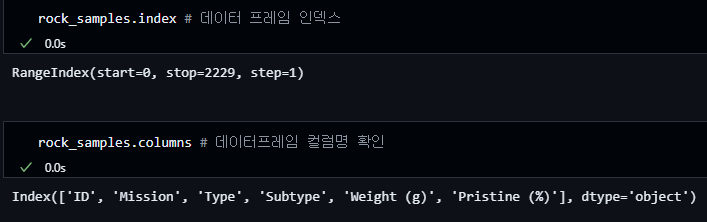 rock_samples.index # 데이터 프레임 인덱스
✓ 0.0s
RangeIndex(start=0, stop=2229, step=1)
rock_samples.columns # 데이터프레임 컬럼명 확인
✓ 0.0s
Index(['ID', 'Mission', 'Type', 'Subtype', 'Weight (g)', 'Pristine (%)'], dtype='object')